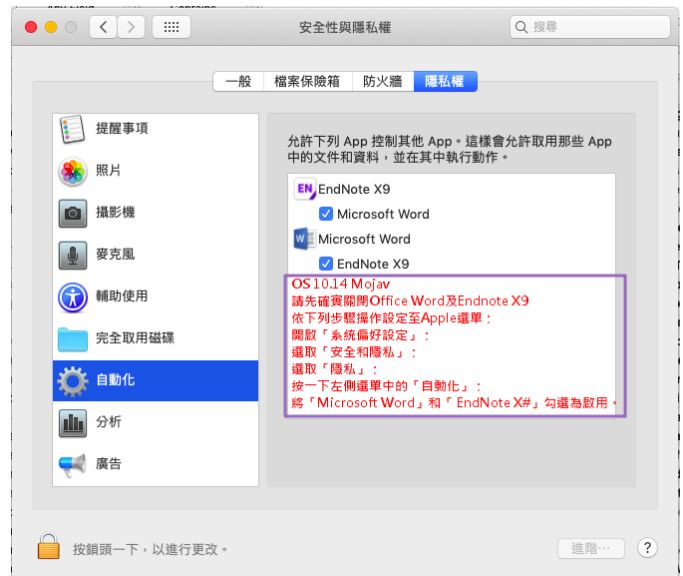 安全性與隱私權
搜尋
一般 檔案保險箱 防火牆 隱私權
提醒事項
照片
攝影機
麥克風
輔助使用
完全取用磁碟
自動化
分析
廣告
允許下列 App 控制其他 App。這樣會允許取用那些 App
中的文件和資料，並在其中執行動作。
EN EndNote X9
Microsoft Word
W Microsoft Word
EndNote X9
OS10.14 Mojav
請先確實關閉Office Word及Endnote X9
依下列步驟操作設定至Apple選單：
開啟「系統偏好設定」：
選取「安全和隱私」：
選取「隱私」：
按一下左側選單中的「自動化」：
將「Microsoft Word」和「 EndNote X#」勾選為啟用。
按鎖頭一下，以進行更改。
進階⋯
?